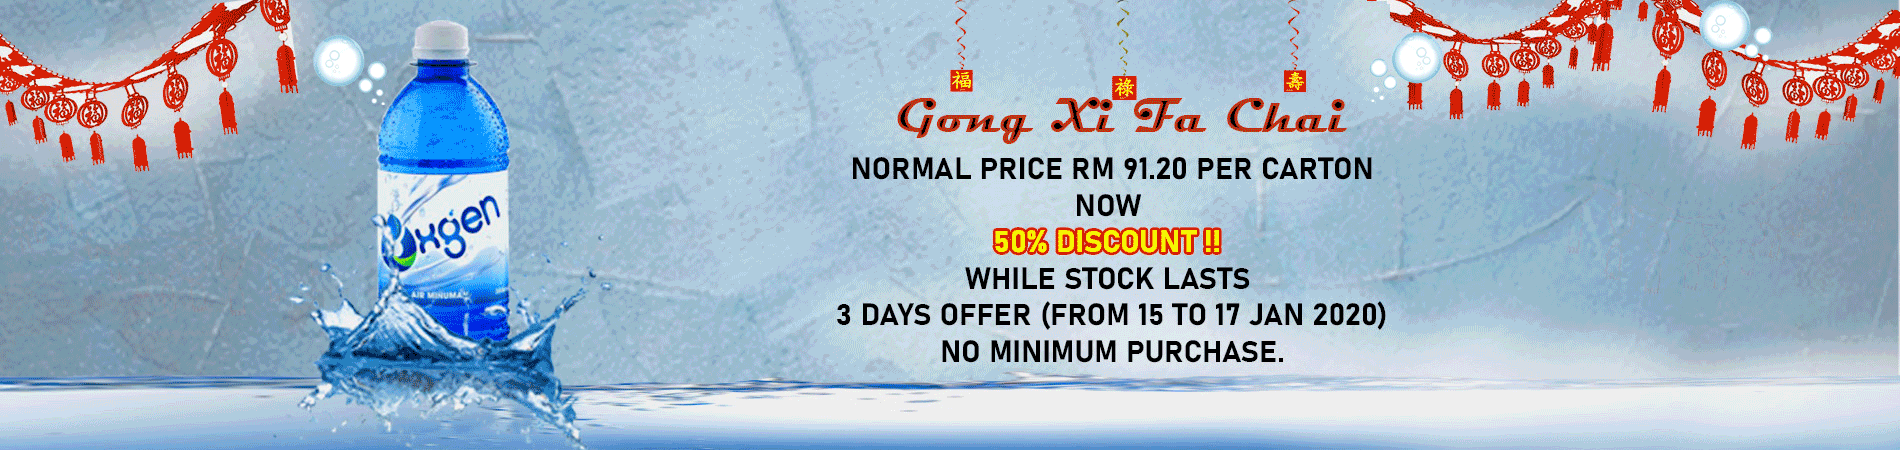 福 祿 壽
Gong Xi Fa Chai
NORMAL PRICE RM 91.20 PER CARTON
NOW
50% DISCOUNT !!
WHILE STOCK LASTS
3 DAYS OFFER (FROM 15 TO 17 JAN 2020)
NO MINIMUM PURCHASE.
Oxgen
AIR MINUMAN